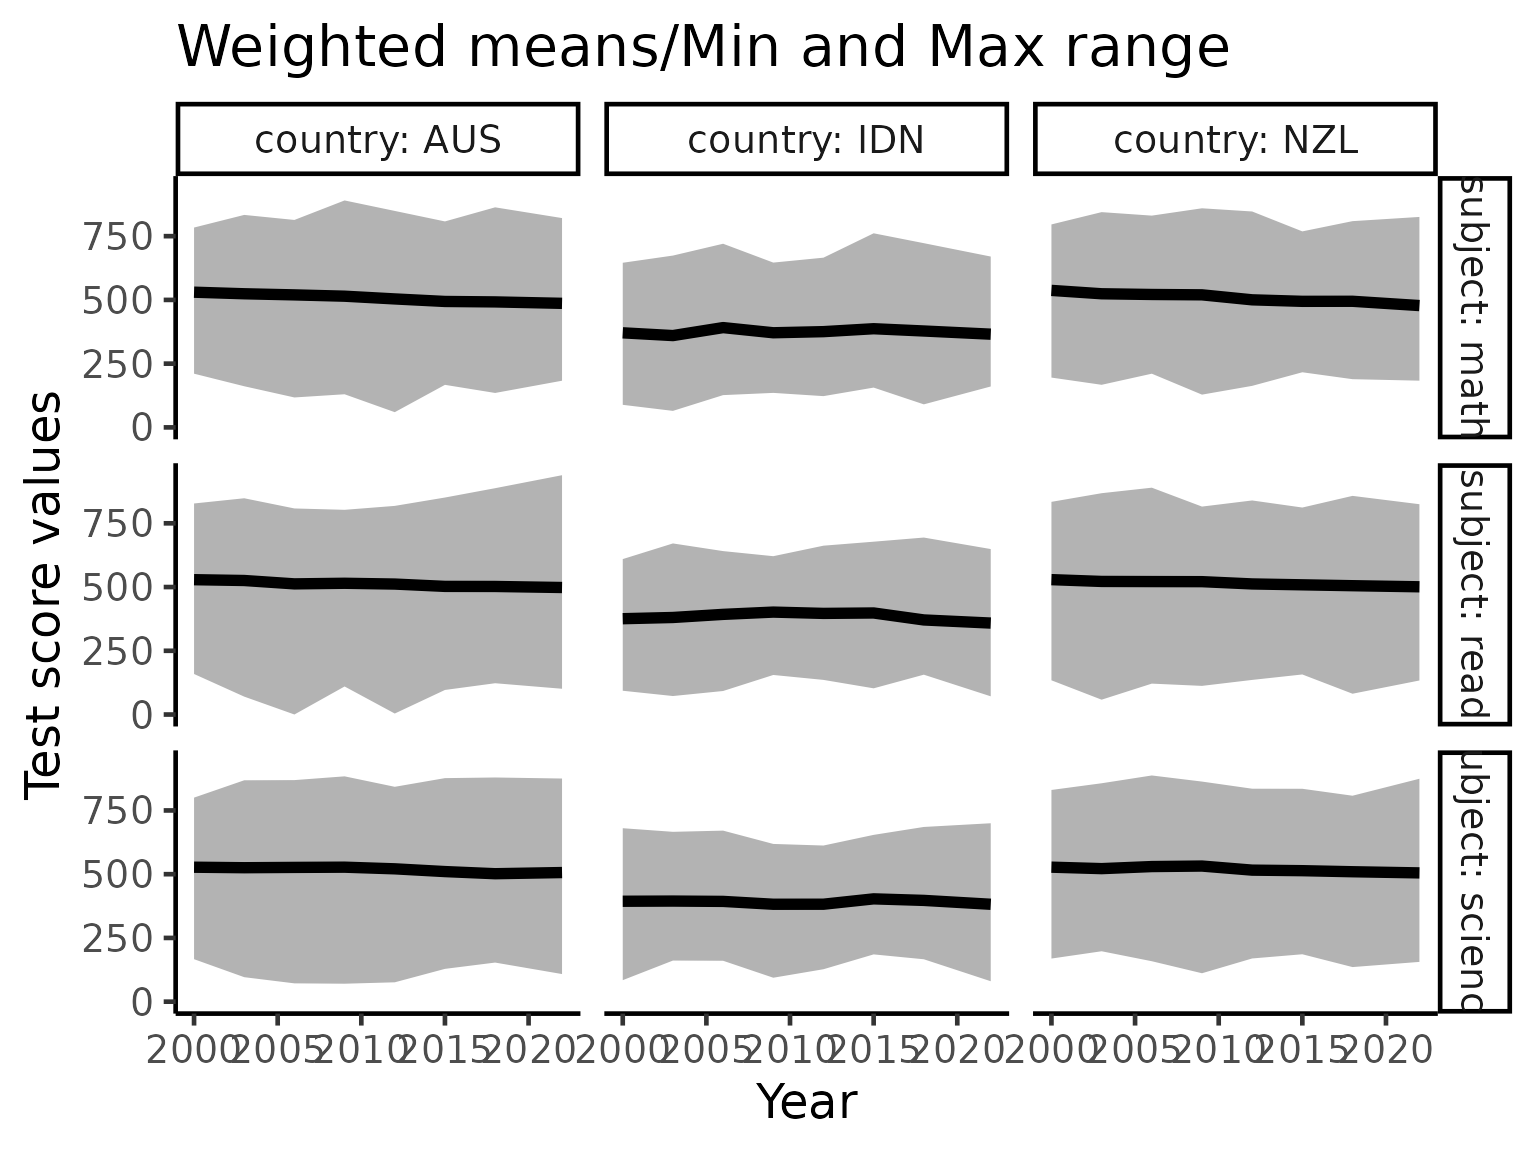 Weighted means/Min and Max range
country: AUS
country: IDN
country: NZL
Test score values
750
500
250
0
subject: math
750
500
250
0
subject: read
750
500
250
0
ubject: scienc
2000 2005 2010 2015 2020 2000 2005 2010 2015 2020 2000 2005 2010 2015 2020
Year